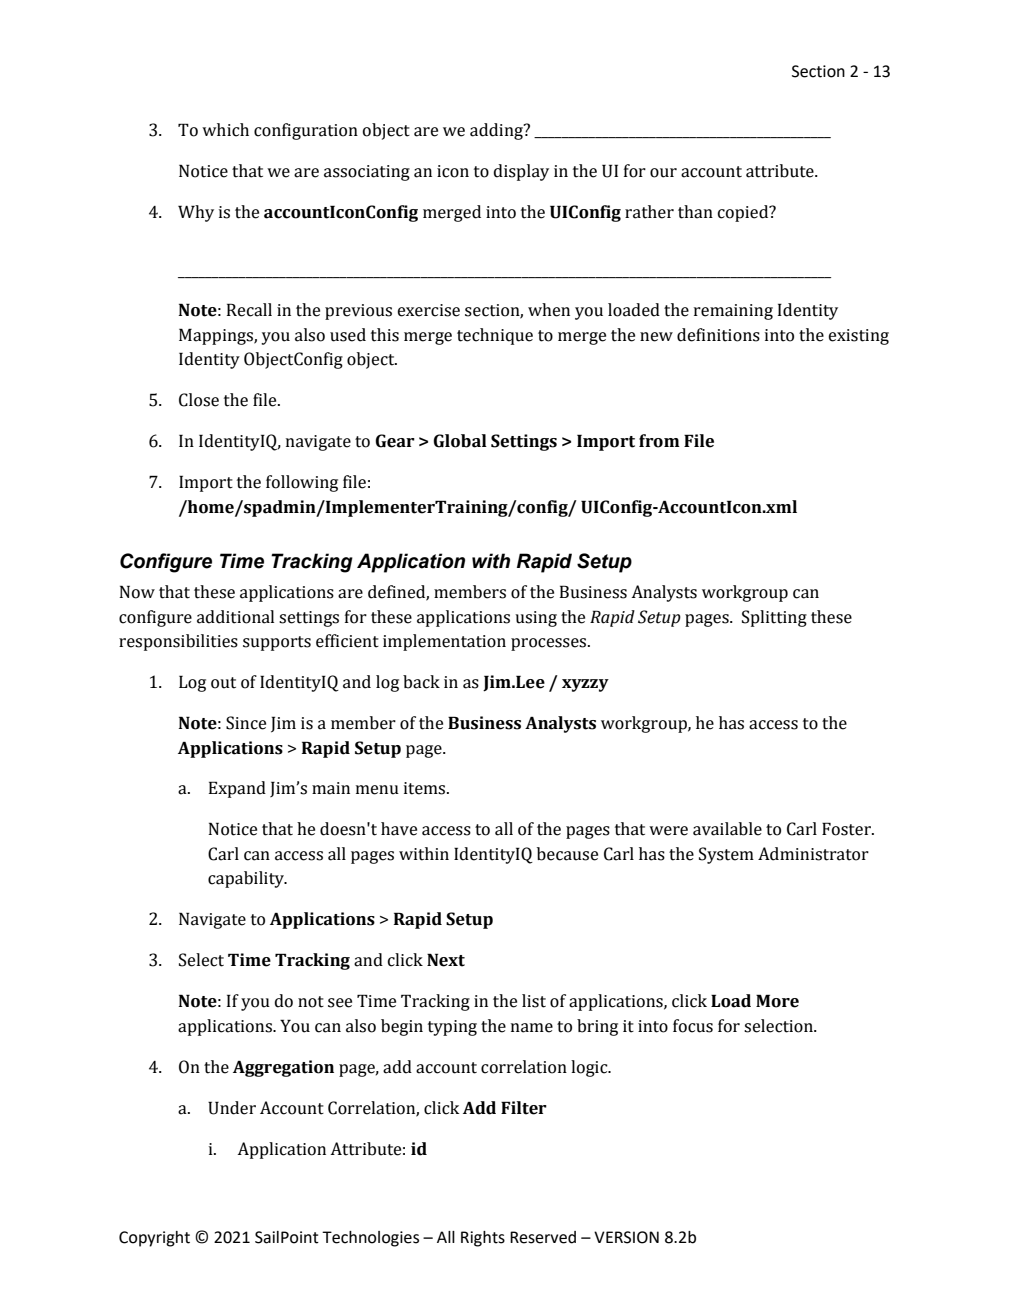 Section 2 - 13
3. To which configuration object are we adding? ____________________________________________
Notice that we are associating an icon to display in the UI for our account attribute.
4. Why is the accountIconConfig merged into the UIConfig rather than copied?
_________________________________________________________________________________________________
Note: Recall in the previous exercise section, when you loaded the remaining Identity
Mappings, you also used this merge technique to merge the new definitions into the existing
Identity ObjectConfig object.
5. Close the file.
6. In IdentityIQ, navigate to Gear > Global Settings > Import from File
7. Import the following file:
/home/spadmin/ImplementerTraining/config/ UIConfig-AccountIcon.xml
Configure Time Tracking Application with Rapid Setup
Now that these applications are defined, members of the Business Analysts workgroup can
configure additional settings for these applications using the Rapid Setup pages.  Splitting these
responsibilities supports efficient implementation processes.
1. Log out of IdentityIQ and log back in as Jim.Lee / xyzzy
Note: Since Jim is a member of the Business Analysts workgroup, he has access to the
Applications > Rapid Setup page.
a. Expand Jim’s main menu items.
Notice that he doesn't have access to all of the pages that were available to Carl Foster.
Carl can access all pages within IdentityIQ because Carl has the System Administrator
capability.
2. Navigate to Applications > Rapid Setup
3. Select Time Tracking and click Next
Note: If you do not see Time Tracking in the list of applications, click Load More
applications. You can also begin typing the name to bring it into focus for selection.
4. On the Aggregation page, add account correlation logic.
a. Under Account Correlation, click Add Filter
i. Application Attribute: id
Copyright © 2021 SailPoint Technologies – All Rights Reserved – VERSION 8.2b